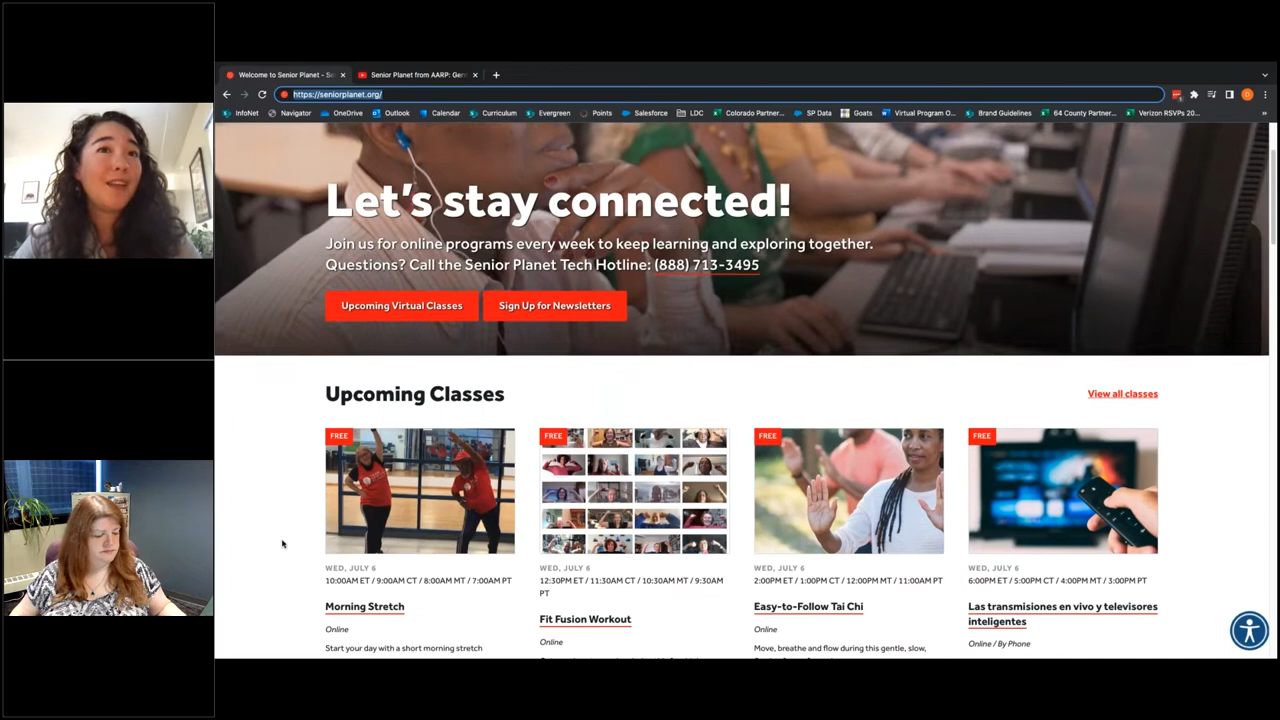 Welcome to Senior Planet - Se
Senior Planet from AARP: Gen
https://seniorplanet.org/
InfoNet
Navigator
OneDrive
Outlook
Calendar
Curriculum
Evergreen
Points
Salesforce
LDC
Colorado Partner...
SP Data
Goats
Virtual Program O...
Brand Guidelines
64 County Partner...
Verizon RSVPs 20...
Let's stay connected!
Join us for online programs every week to keep learning and exploring together.
Questions? Call the Senior Planet Tech Hotline: (888) 713-3495
Upcoming Virtual Classes
Sign Up for Newsletters
Upcoming Classes
View all classes
FREE
WED, JULY 6
10:00AM ET / 9:00AM CT / 8:00AM MT / 7:00AM PT
Morning Stretch
Online
Start your day with a short morning stretch
FREE
WED, JULY 6
12:30PM ET / 11:30AM CT / 10:30AM MT / 9:30AM
PT
Fit Fusion Workout
Online
FREE
WED, JULY 6
2:00PM ET / 1:00PM CT / 12:00PM MT / 11:00AM PT
Easy-to-Follow Tai Chi
Online
Move, breathe and flow during this gentle, slow,
FREE
WED, JULY 6
6:00PM ET / 5:00PM CT / 4:00PM MT / 3:00PM PT
Las transmisiones en vivo y televisores
inteligentes
Online / By Phone